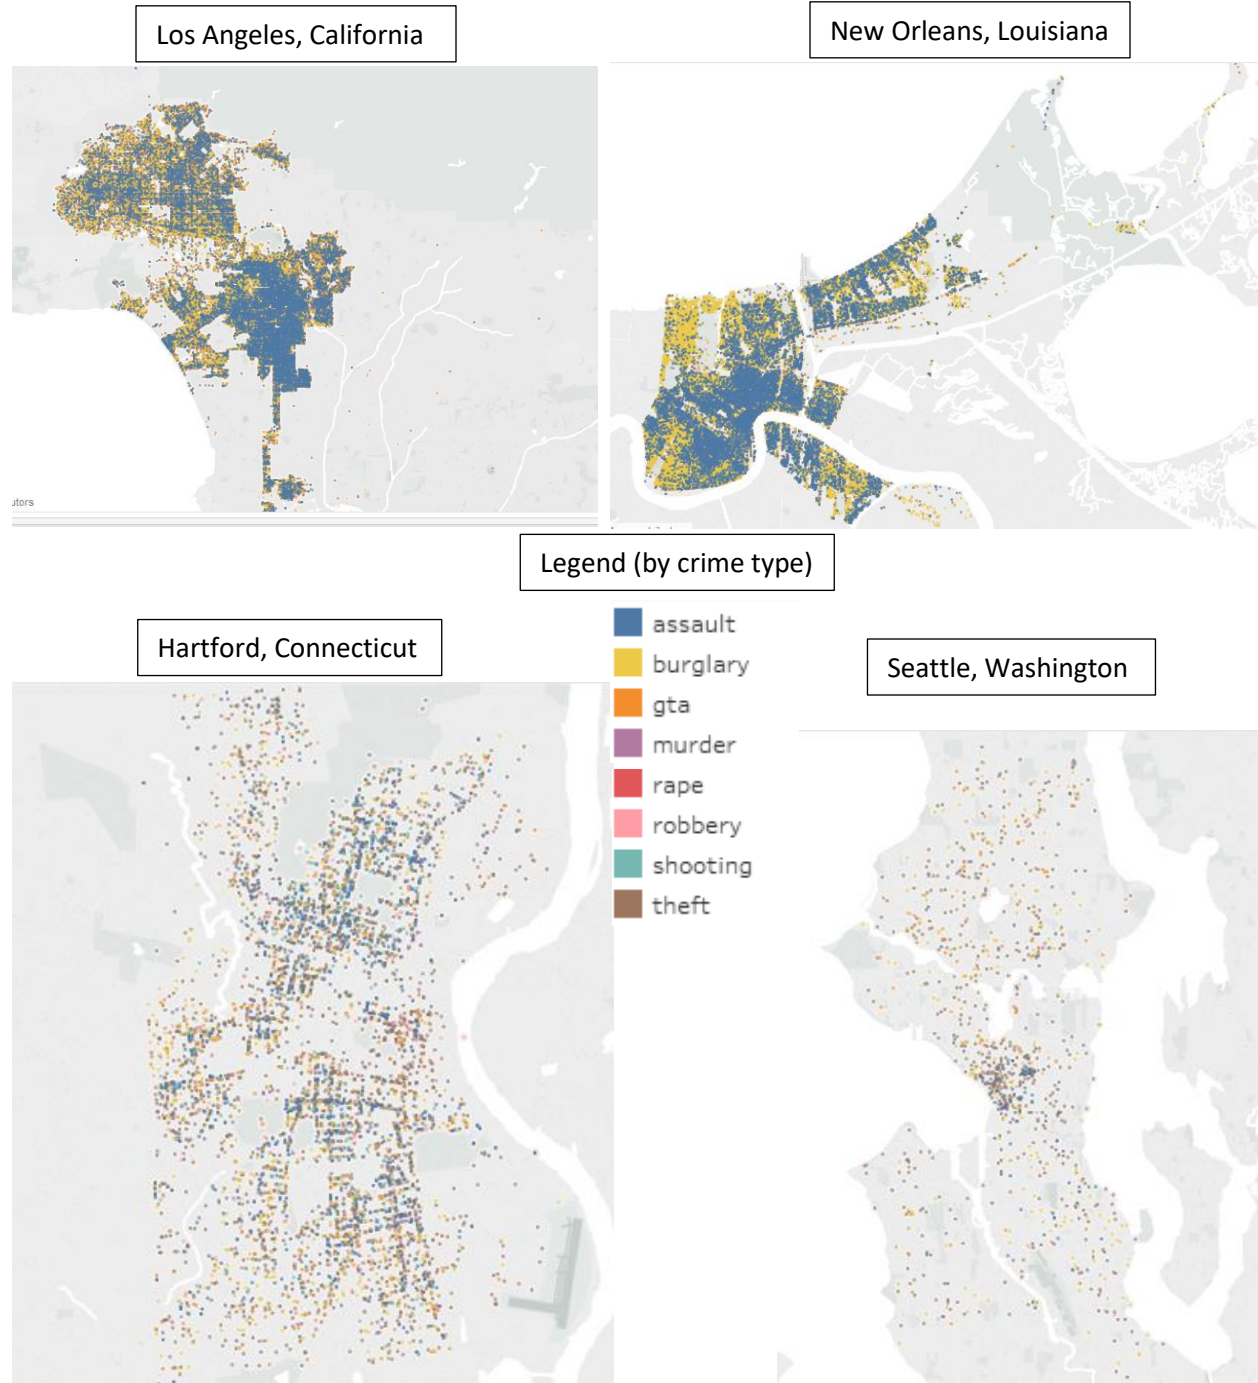 Los Angeles, California
New Orleans, Louisiana
utors
Legend (by crime type)
Hartford, Connecticut
Seattle, Washington
assault
burglary
gta
murder
rape
robbery
shooting
theft